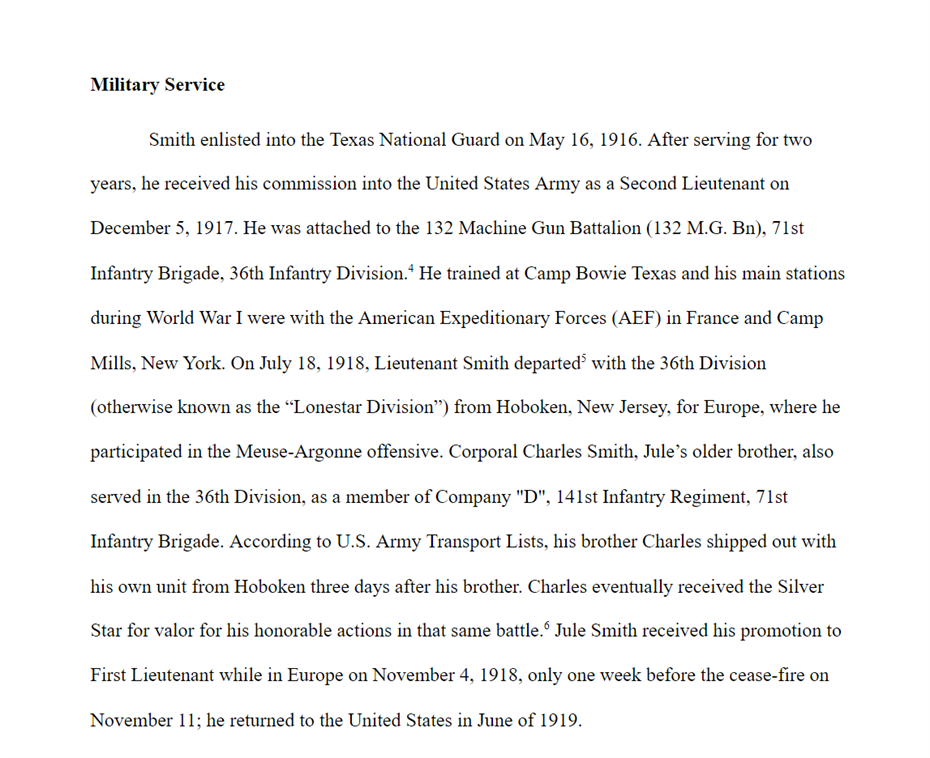 Military Service
Smith enlisted into the Texas National Guard on May 16, 1916. After serving for two
years, he received his commission into the United States Army as a Second Lieutenant on
December 5, 1917. He was attached to the 132 Machine Gun Battalion (132 M.G. Bn), 71st
Infantry Brigade, 36th Infantry Division.⁴ He trained at Camp Bowie Texas and his main stations
during World War I were with the American Expeditionary Forces (AEF) in France and Camp
Mills, New York. On July 18, 1918, Lieutenant Smith departed⁵ with the 36th Division
(otherwise known as the “Lonestar Division”) from Hoboken, New Jersey, for Europe, where he
participated in the Meuse-Argonne offensive. Corporal Charles Smith, Jule’s older brother, also
served in the 36th Division, as a member of Company "D", 141st Infantry Regiment, 71st
Infantry Brigade. According to U.S. Army Transport Lists, his brother Charles shipped out with
his own unit from Hoboken three days after his brother. Charles eventually received the Silver
Star for valor for his honorable actions in that same battle.⁶ Jule Smith received his promotion to
First Lieutenant while in Europe on November 4, 1918, only one week before the cease-fire on
November 11; he returned to the United States in June of 1919.